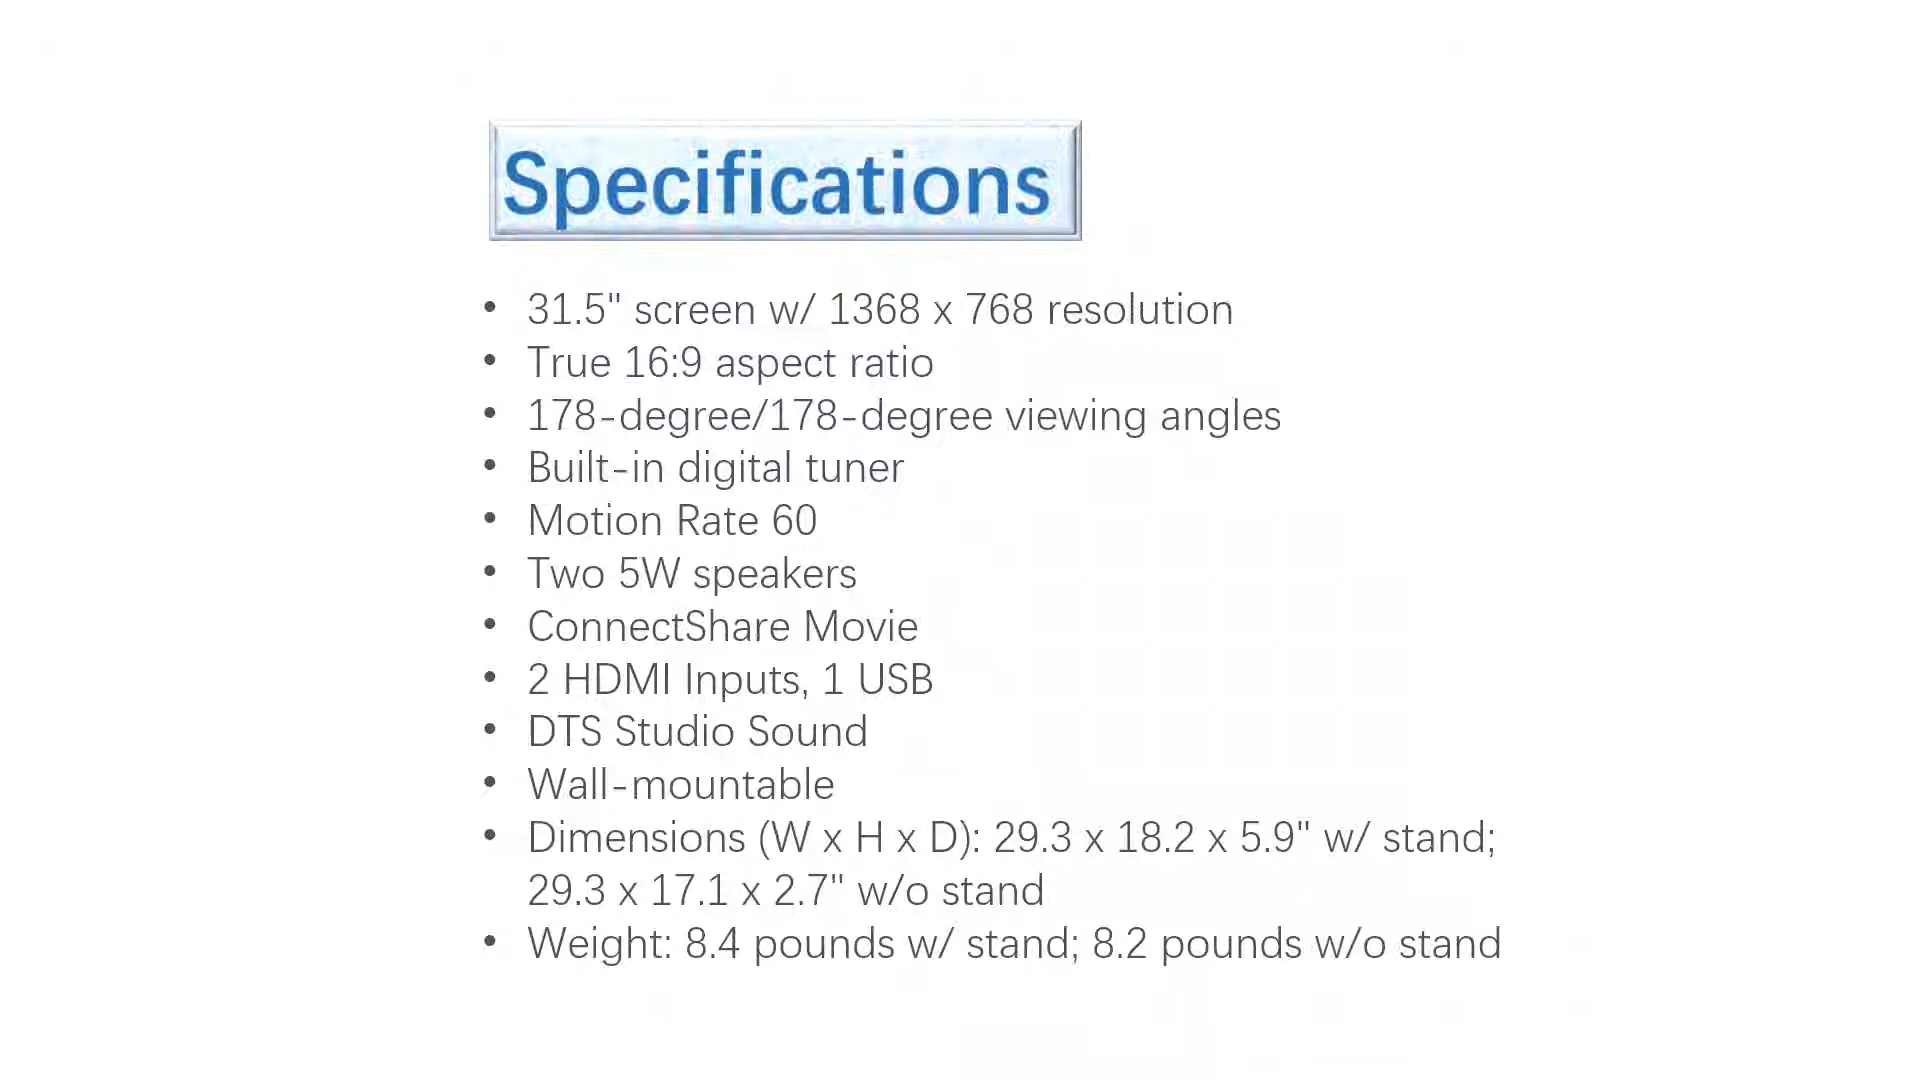 Specifications
• 31.5" screen w/ 1368 x 768 resolution
• True 16:9 aspect ratio
• 178-degree/178-degree viewing angles
• Built-in digital tuner
• Motion Rate 60
• Two 5W speakers
• ConnectShare Movie
• 2 HDMI Inputs, 1 USB
• DTS Studio Sound
• Wall-mountable
• Dimensions (W x H x D): 29.3 x 18.2 x 5.9" w/ stand;
29.3 x 17.1 x 2.7" w/o stand
• Weight: 8.4 pounds w/ stand; 8.2 pounds w/o stand